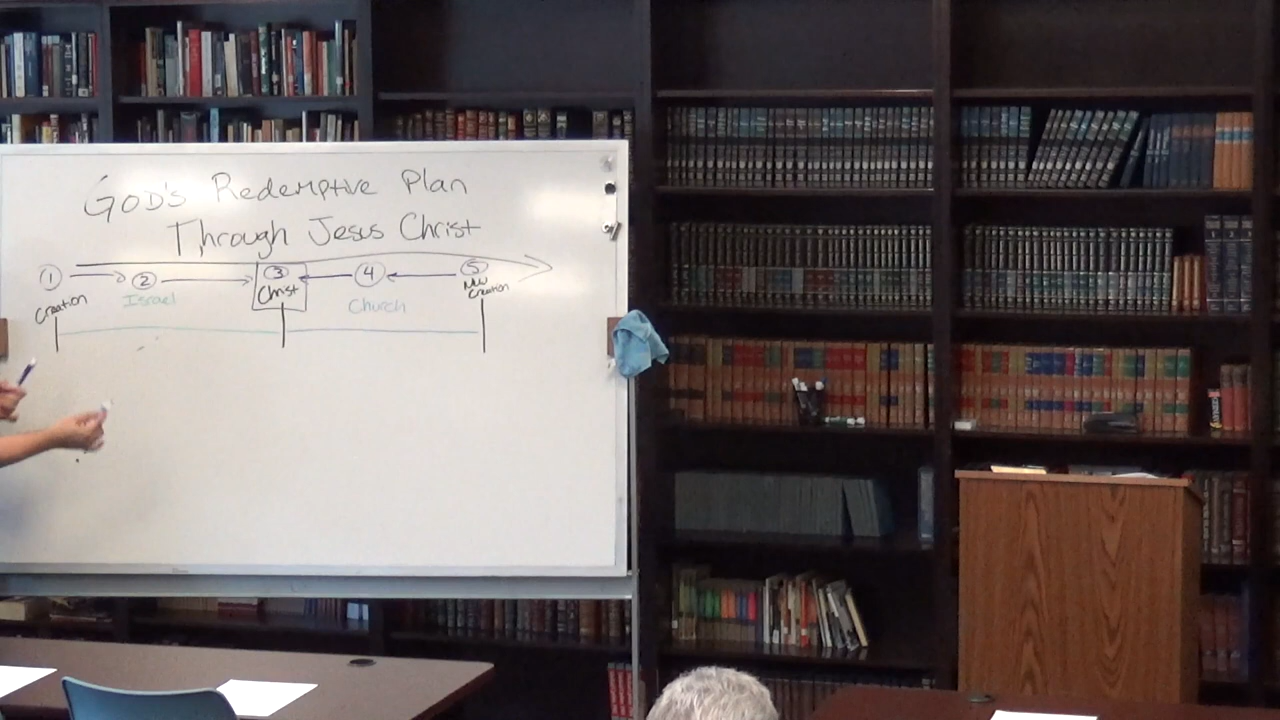 GOD'S Redemptive Plan
Through Jesus Christ
1 2 3 4 5
Creation Israel Christ Church New Creation